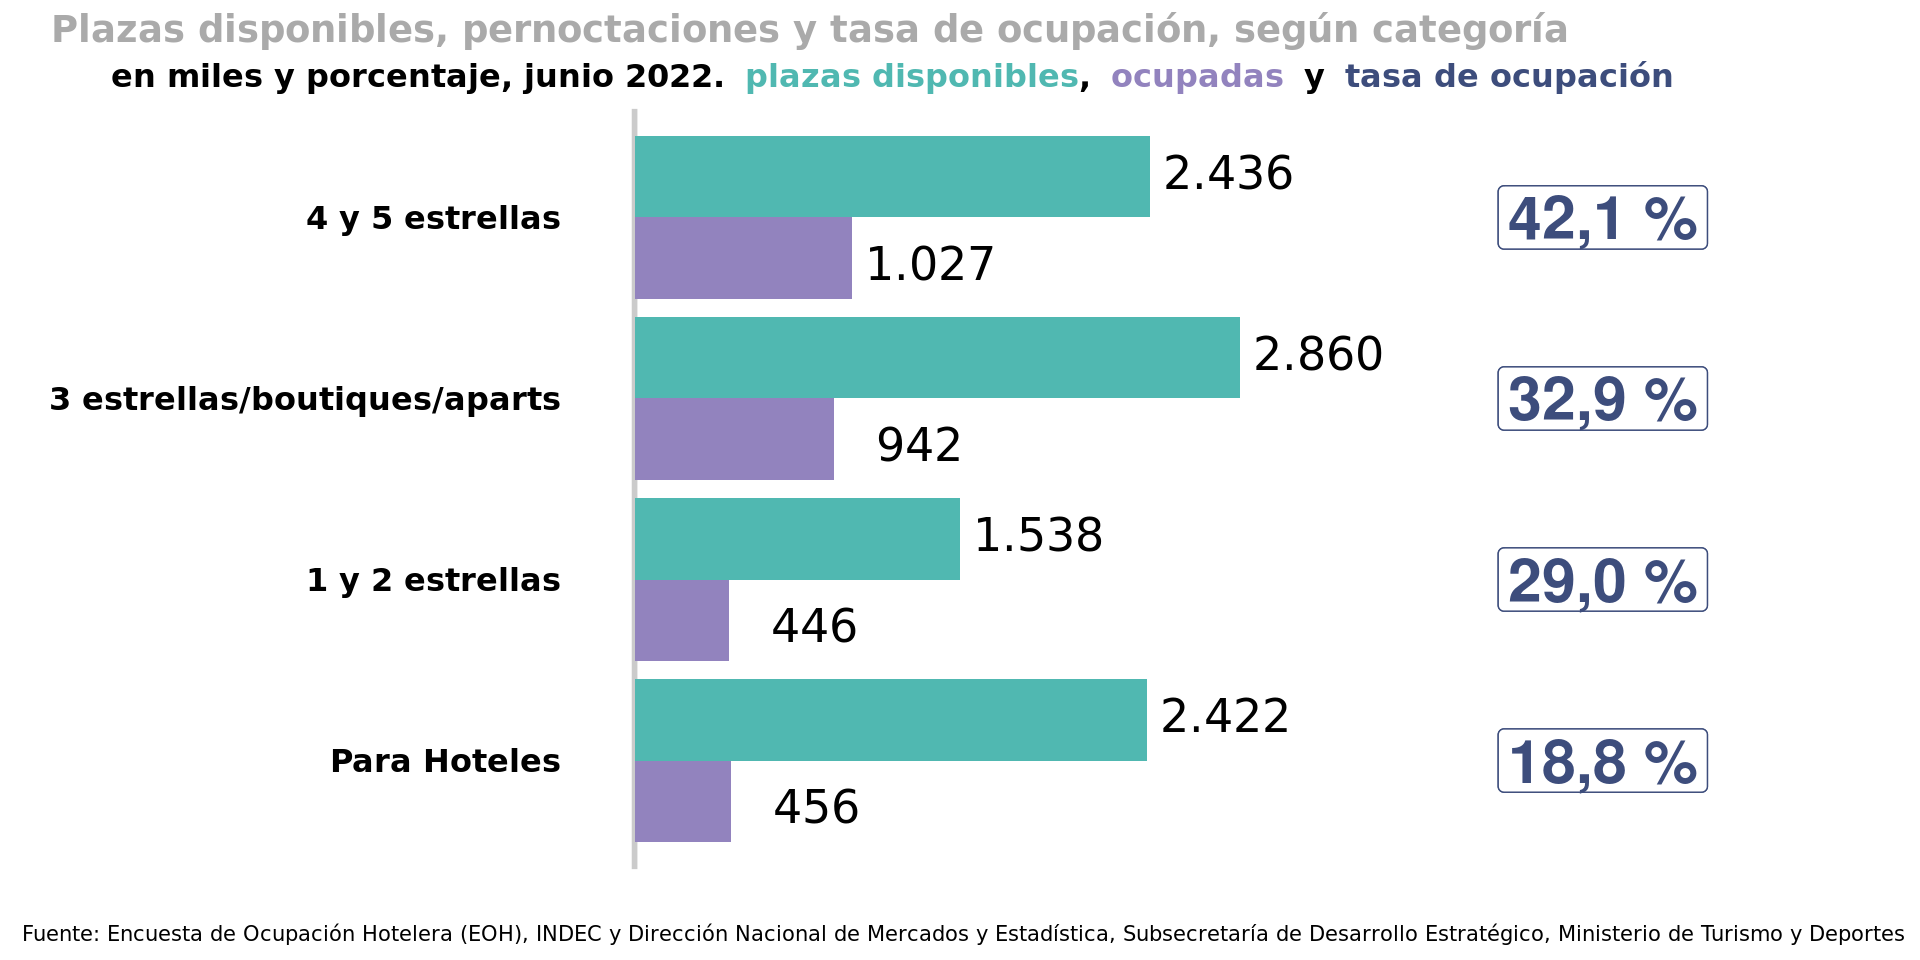 Plazas disponibles, pernoctaciones y tasa de ocupación, según categoría
en miles y porcentaje, junio 2022. plazas disponibles, ocupadas y tasa de ocupación
2.436
4 y 5 estrellas
42,1 %
1.027
2.860
3 estrellas/boutiques/aparts
32,9 %
942
1.538
1 y 2 estrellas
29,0 %
446
2.422
Para Hoteles
18,8 %
456
Fuente: Encuesta de Ocupación Hotelera (EOH), INDEC y Dirección Nacional de Mercados y Estadística, Subsecretaría de Desarrollo Estratégico, Ministerio de Turismo y Deportes